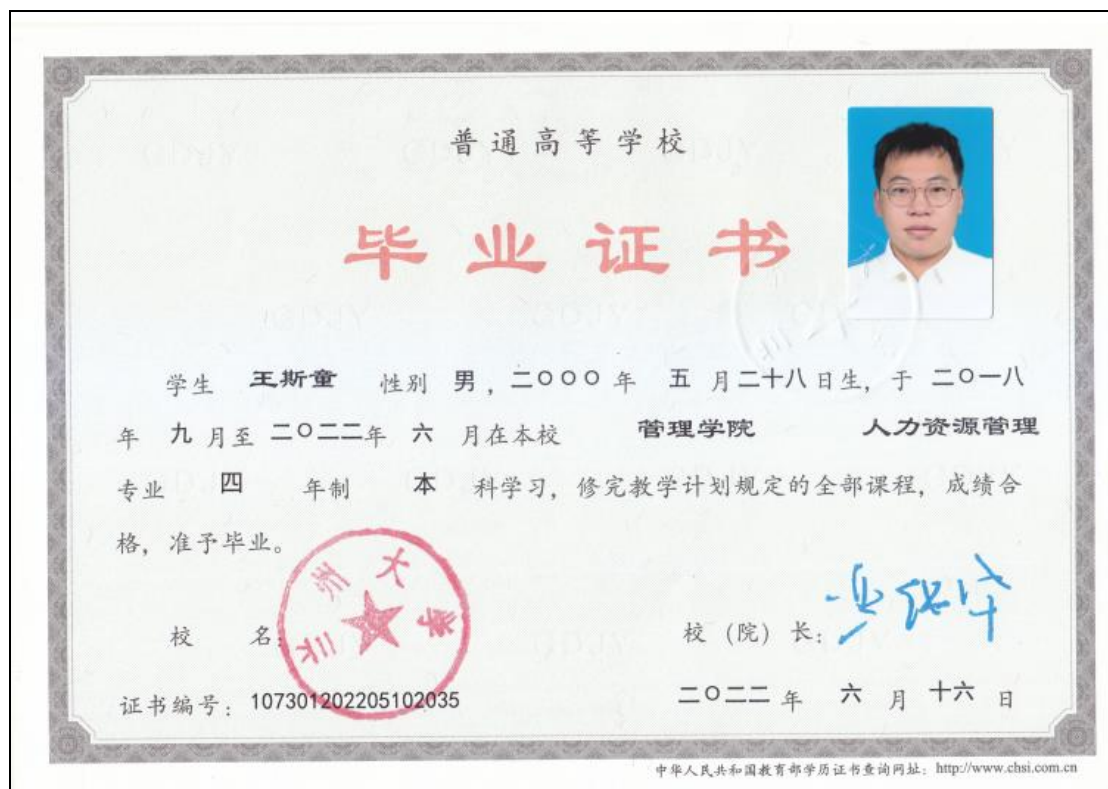 普通高等学校
毕业证书
学生 王斯童 性别 男，二〇〇〇年 五 月二十八日生，于 二〇一八
年 九 月至 二〇二二年 六 月在本校 管理学院 人力资源管理
专业 四 年制 本 科学习，修完教学计划规定的全部课程，成绩合
格，准予毕业。
兰州大学
校 名： 校（院）长：
证书编号：107301202205102035 二〇二二年 六 月 十六 日
中华人民共和国教育部学历证书查询网址：http://www.chsi.com.cn